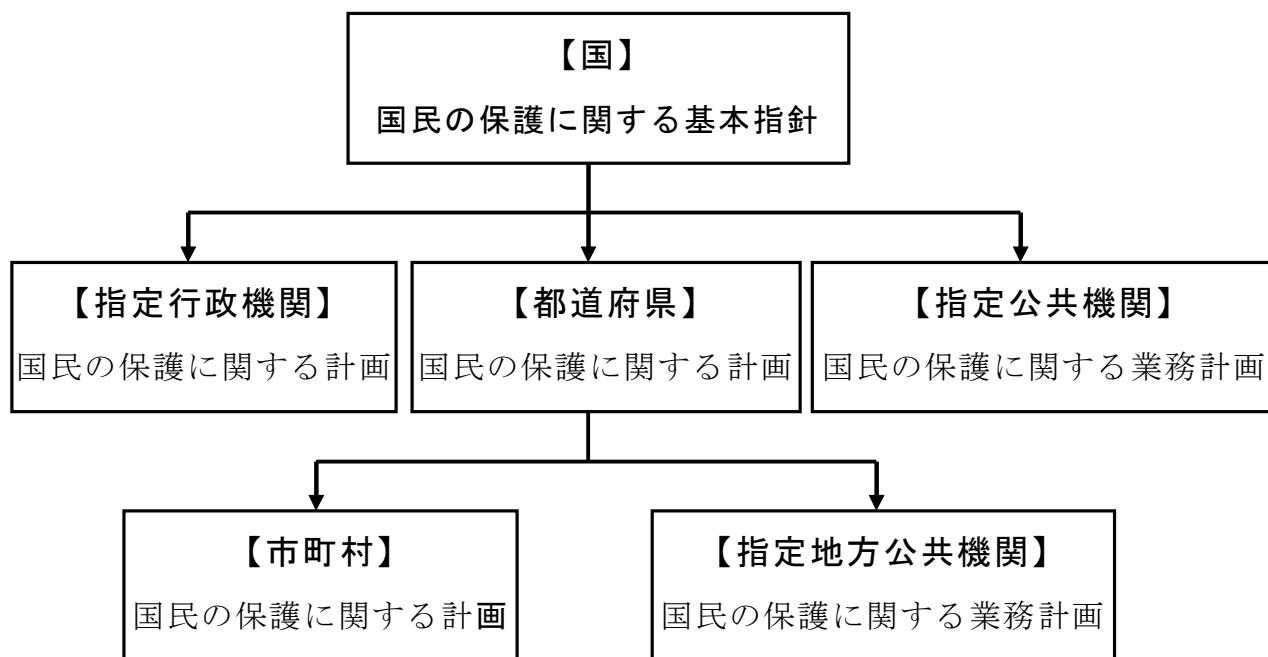 【国】
国民の保護に関する基本指針
【指定行政機関】
国民の保護に関する計画
【都道府県】
国民の保護に関する計画
【指定公共機関】
国民の保護に関する業務計画
【市町村】
国民の保護に関する計画
【指定地方公共機関】
国民の保護に関する業務計画